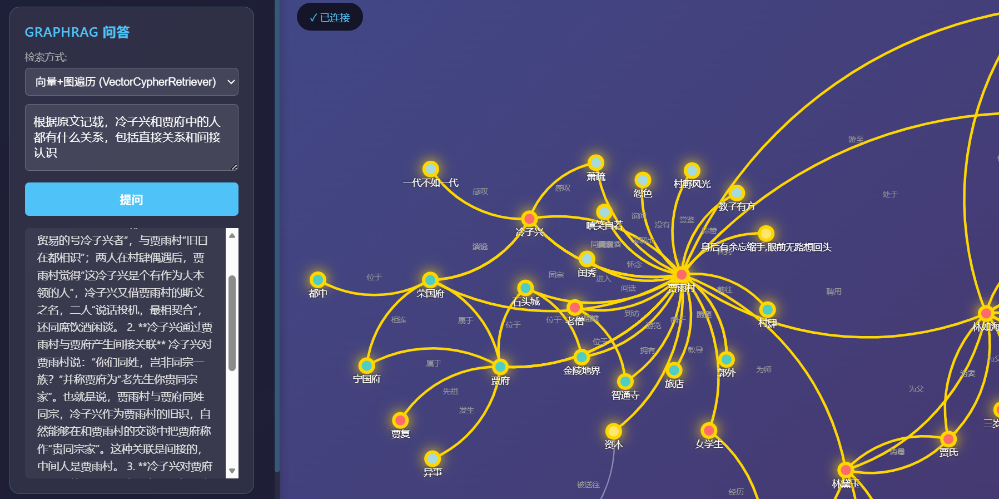 GRAPHRAG 问答
检索方式:
向量+图遍历 (VectorCypherRetriever)
根据原文记载，冷子兴和贾府中的人
都有什么关系，包括直接关系和间接
认识
提问
贸易的号冷子兴者”，与贾雨村“旧日
在都相识”；两人在村肆偶遇后，贾
雨村觉得“这冷子兴是个有作为大本
领的人”，冷子兴又借贾雨村的斯文
之名，二人“说话投机，最相契合”，
还同席饮酒闲谈。 2. **冷子兴通过贾
雨村与贾府产生间接关联** 冷子兴对
贾雨村说：“你们同姓，岂非同宗一
族？”并称贾府为“老先生你贵同宗
家”。也就是说，贾雨村与贾府同姓
同宗，冷子兴作为贾雨村的旧识，自
然能够在和贾雨村的交谈中把贾府称
作“贵同宗家”。这种关联是间接的，
中间人是贾雨村。 3. **冷子兴对贾府
✓ 已连接
游至
萧疏
一代不如一代
感叹
感叹
怨色
村野风光
教子有方
处于
询问
没有
赏鉴
称赞
冷子兴
嘻笑自若
身后有余忘缩手,眼前无路想回头
看到
表现出
演说
怀念
闺秀
同宗
进入
问话
贾雨村
前往
聘用
都中
位于
荣国府
石头城
老僧
到访
村肆
林如海
相连
属于
位于
位于
游览
位于
拥有
教导
宁国府
属于
贾府
金陵地界
智通寺
旅店
郭外
为师
为父
先祖
发生
贾复
资本
女学生
贾氏
异事
林黛玉
被送往
经历